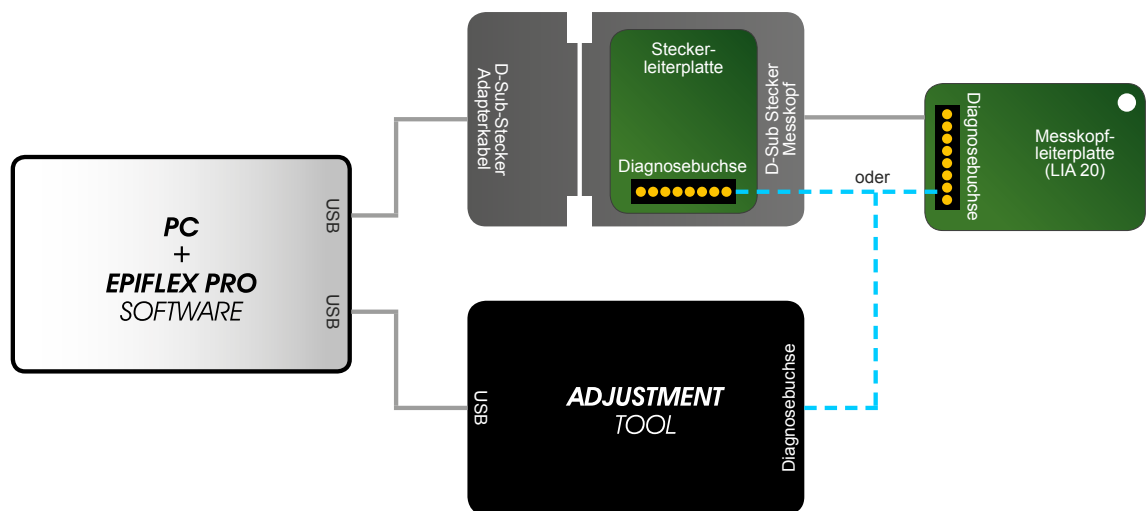 PC
+
EPIFLEX PRO
SOFTWARE
USB
USB
D-Sub-Stecker
Adapterkabel
Stecker-
leiterplatte
Diagnosebuchse
D-Sub Stecker
Messkopf
oder
Diagnosebuchse
Messkopf-
leiterplatte
(LIA 20)
USB
ADJUSTMENT
TOOL
Diagnosebuchse